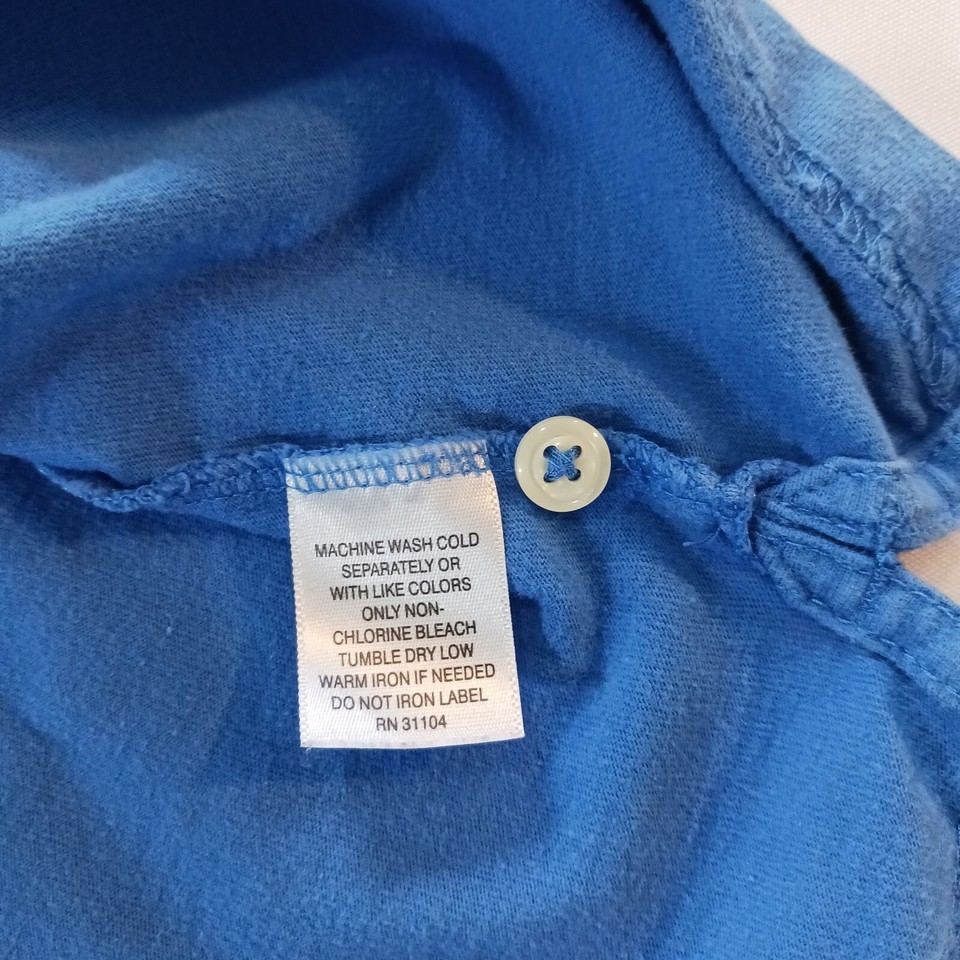 MACHINE WASH COLD
SEPARATELY OR
WITH LIKE COLORS
ONLY NON-
CHLORINE BLEACH
TUMBLE DRY LOW
WARM IRON IF NEEDED
DO NOT IRON LABEL
RN 31104